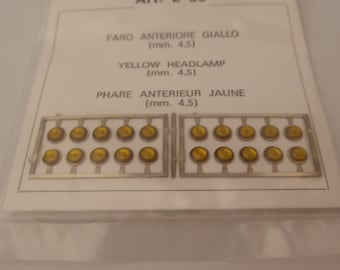 FARO ANTERIORE GIALLO
(mm. 4,5)
YELLOW HEADLAMP
(mm. 4,5)
PHARE ANTERIEUR JAUNE
(mm. 4,5)